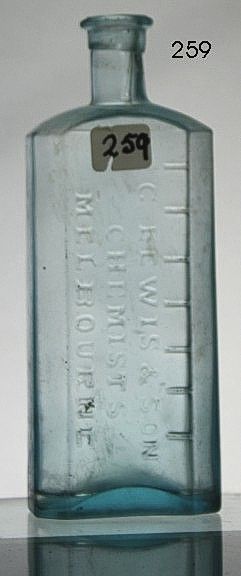 259
259
C LEWIS & SON
CHEMISTS
MELBOURNE